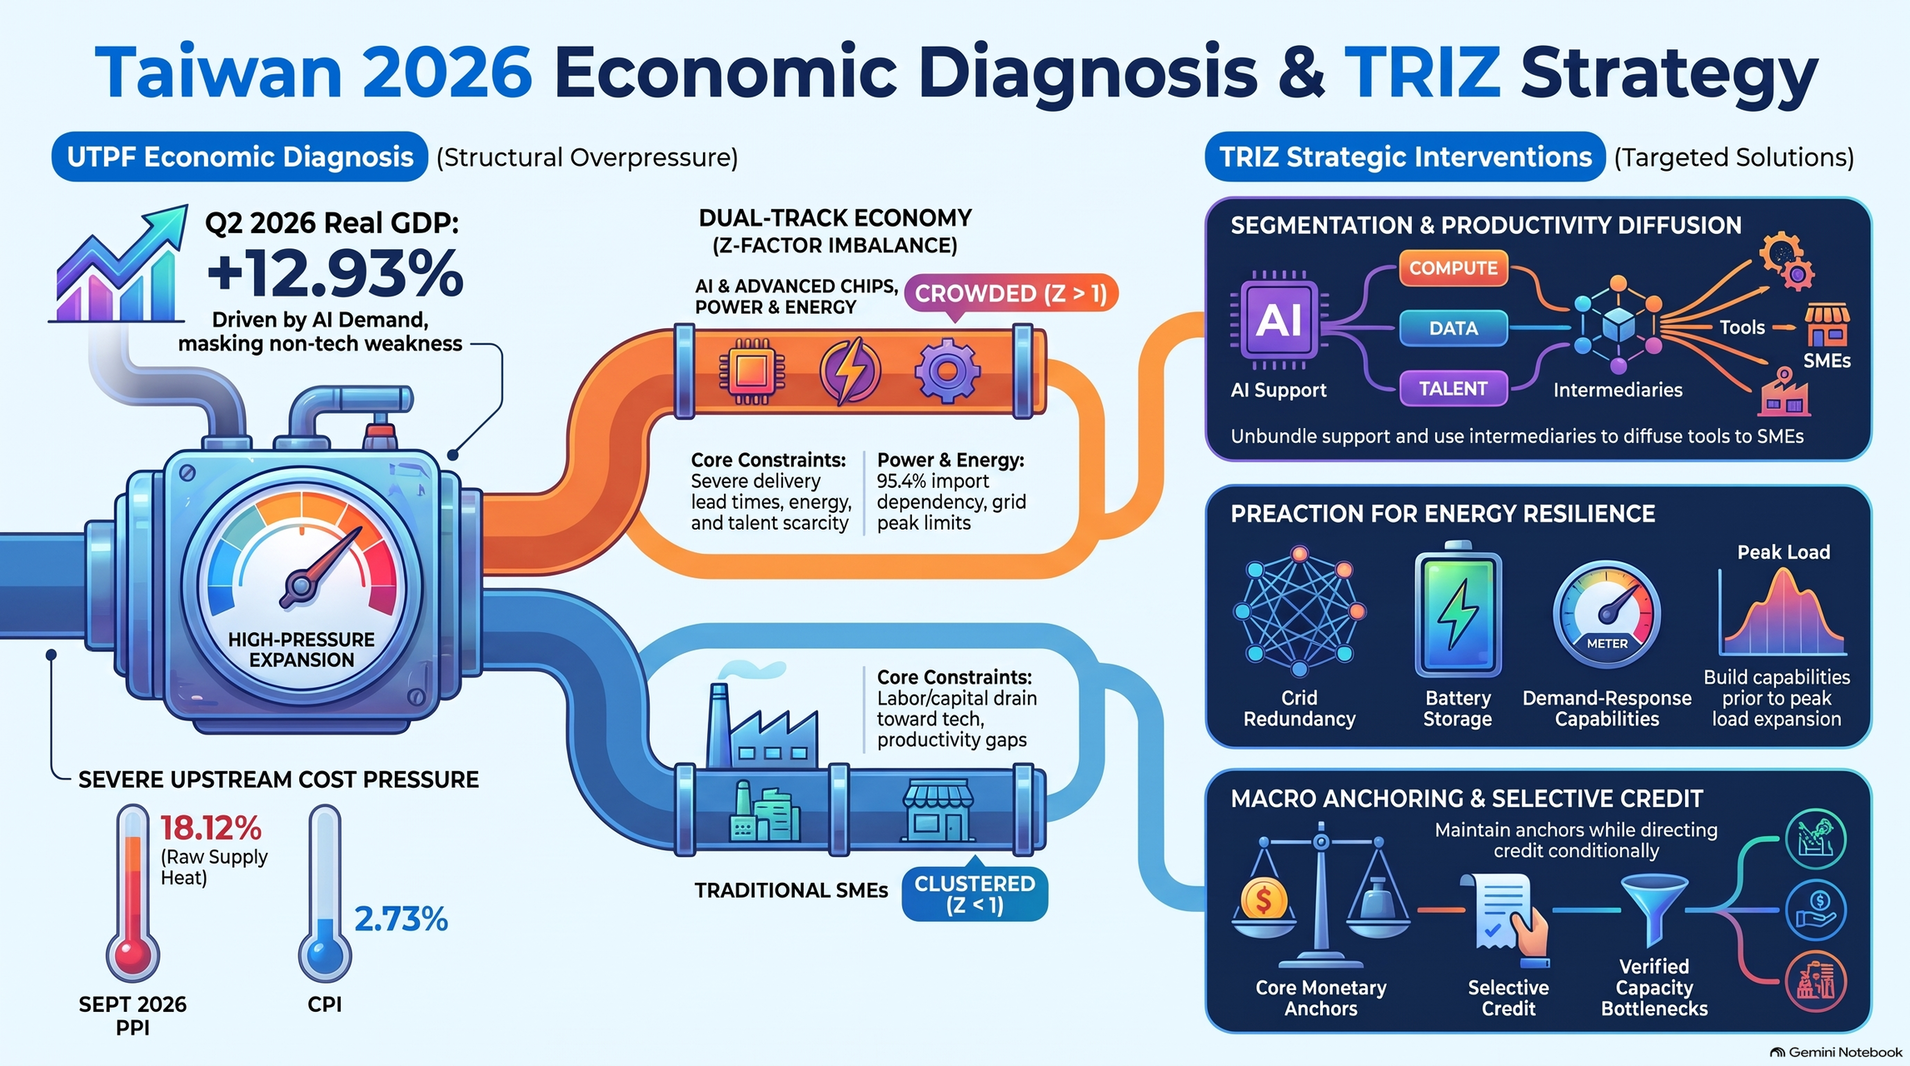 Taiwan 2026 Economic Diagnosis & TRIZ Strategy
UTPF Economic Diagnosis (Structural Overpressure)
Q2 2026 Real GDP:
+12.93%
Driven by AI Demand,
masking non-tech weakness
HIGH-PRESSURE
EXPANSION
SEVERE UPSTREAM COST PRESSURE
18.12%
(Raw Supply
Heat)
SEPT 2026
PPI
2.73%
CPI
DUAL-TRACK ECONOMY
(Z-FACTOR IMBALANCE)
AI & ADVANCED CHIPS,
POWER & ENERGY
CROWDED (Z > 1)
Core Constraints:
Severe delivery
lead times, energy,
and talent scarcity
Power & Energy:
95.4% import
dependency, grid
peak limits
Core Constraints:
Labor/capital drain
toward tech,
productivity gaps
TRADITIONAL SMEs
CLUSTERED
(Z < 1)
TRIZ Strategic Interventions (Targeted Solutions)
SEGMENTATION & PRODUCTIVITY DIFFUSION
AI
AI Support
COMPUTE
DATA
TALENT
Intermediaries
Tools
SMEs
Unbundle support and use intermediaries to diffuse tools to SMEs
PREACTION FOR ENERGY RESILIENCE
Crid
Redundancy
Battery
Storage
METER
Demand-Response
Capabilities
Peak Load
Build capabilities
prior to peak
load expansion
MACRO ANCHORING & SELECTIVE CREDIT
Maintain anchors while directing
credit conditionally
$
Core Monetary
Anchors
Selective
Credit
Verified
Capacity
Bottlenecks
$
Gemini Notebook